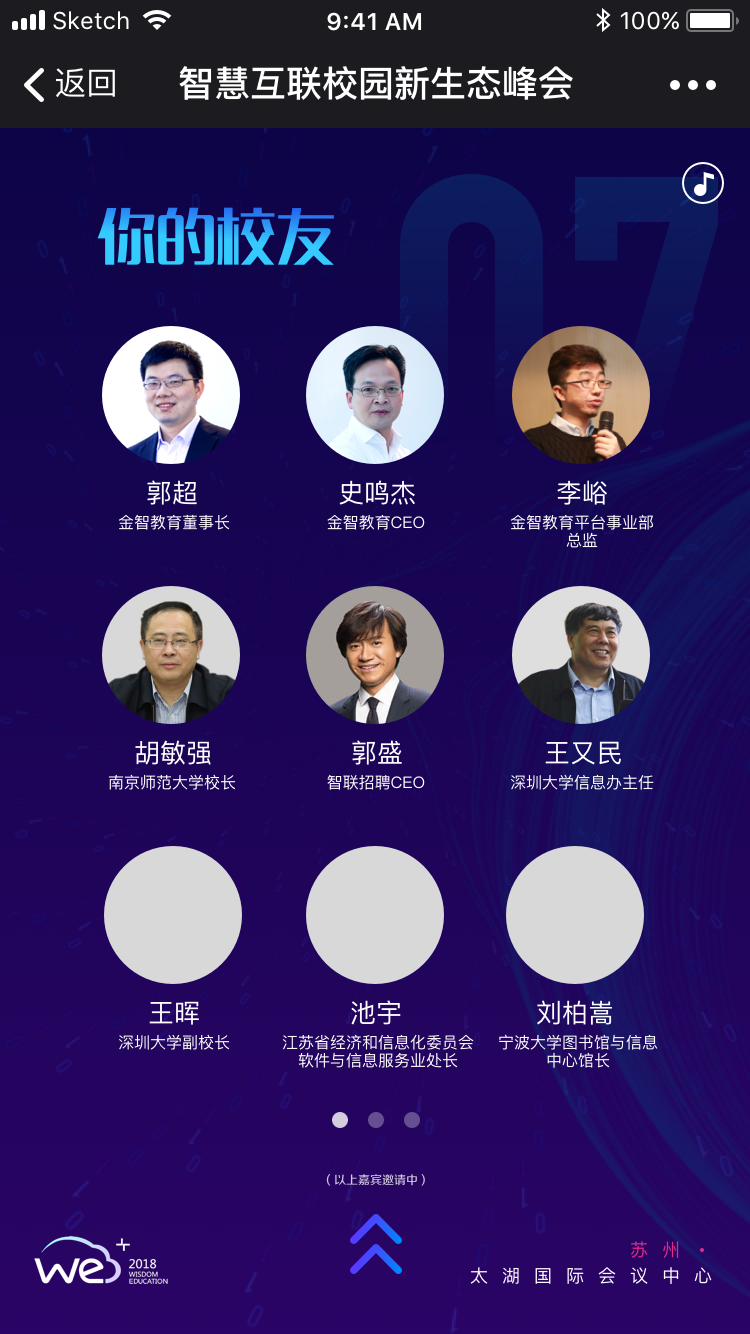 Sketch 9:41 AM 100%
返回 智慧互联校园新生态峰会
07
你的校友
郭超 史鸣杰 李峪
金智教育董事长 金智教育CEO 金智教育平台事业部
总监
胡敏强 郭盛 王又民
南京师范大学校长 智联招聘CEO 深圳大学信息办主任
王晖 池宇 刘柏嵩
深圳大学副校长 江苏省经济和信息化委员会 宁波大学图书馆与信息
软件与信息服务业处长 中心馆长
（以上嘉宾邀请中）
we+ 2018
WISDOM
EDUCATION
苏州·
太湖国际会议中心